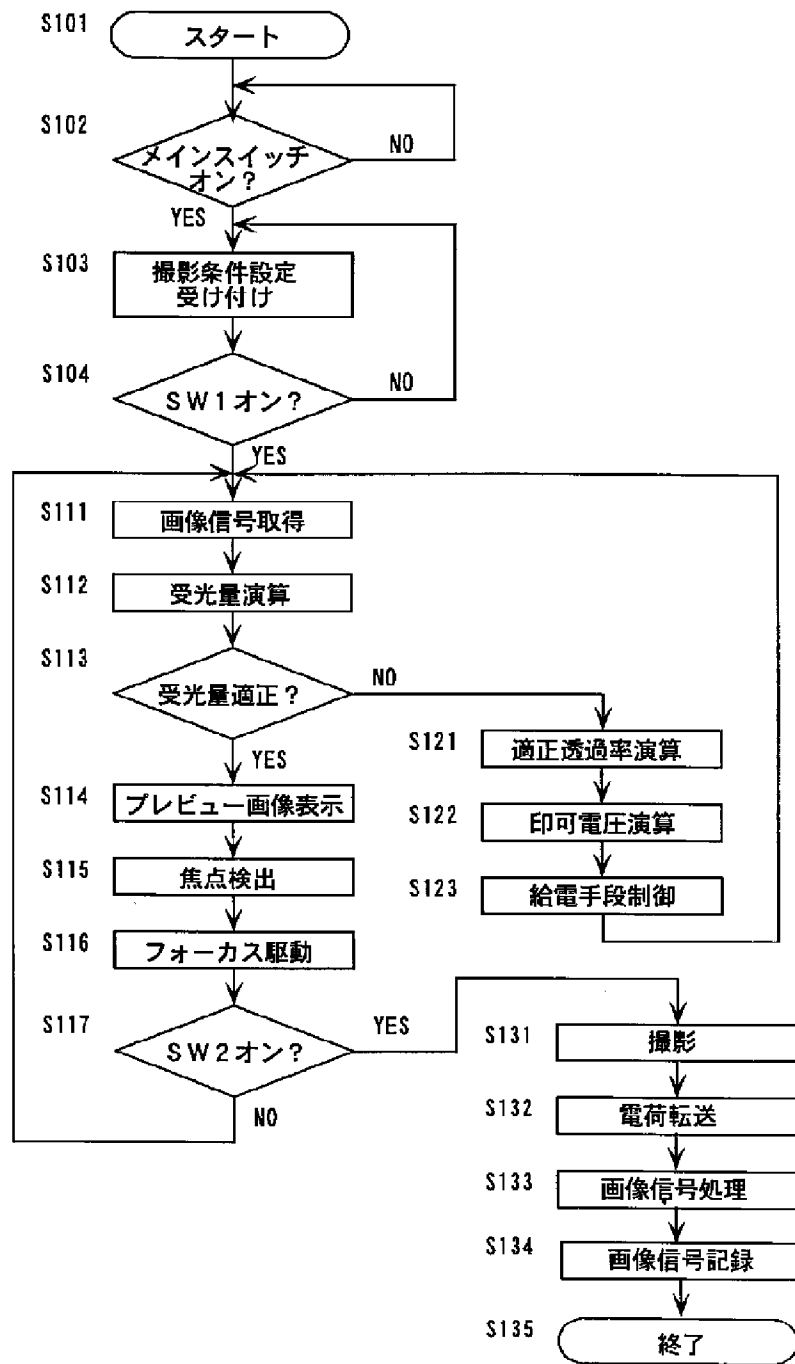 S101
スタート
S102
メインスイッチ
オン？
NO
YES
S103
撮影条件設定
受け付け
S104
SW1オン？
NO
YES
S111
画像信号取得
S112
受光量演算
S113
受光量適正？
NO
YES
S121
適正透過率演算
S114
プレビュー画像表示
S122
印可電圧演算
S115
焦点検出
S123
給電手段制御
S116
フォーカス駆動
S117
SW2オン？
YES
NO
S131
撮影
S132
電荷転送
S133
画像信号処理
S134
画像信号記録
S135
終了